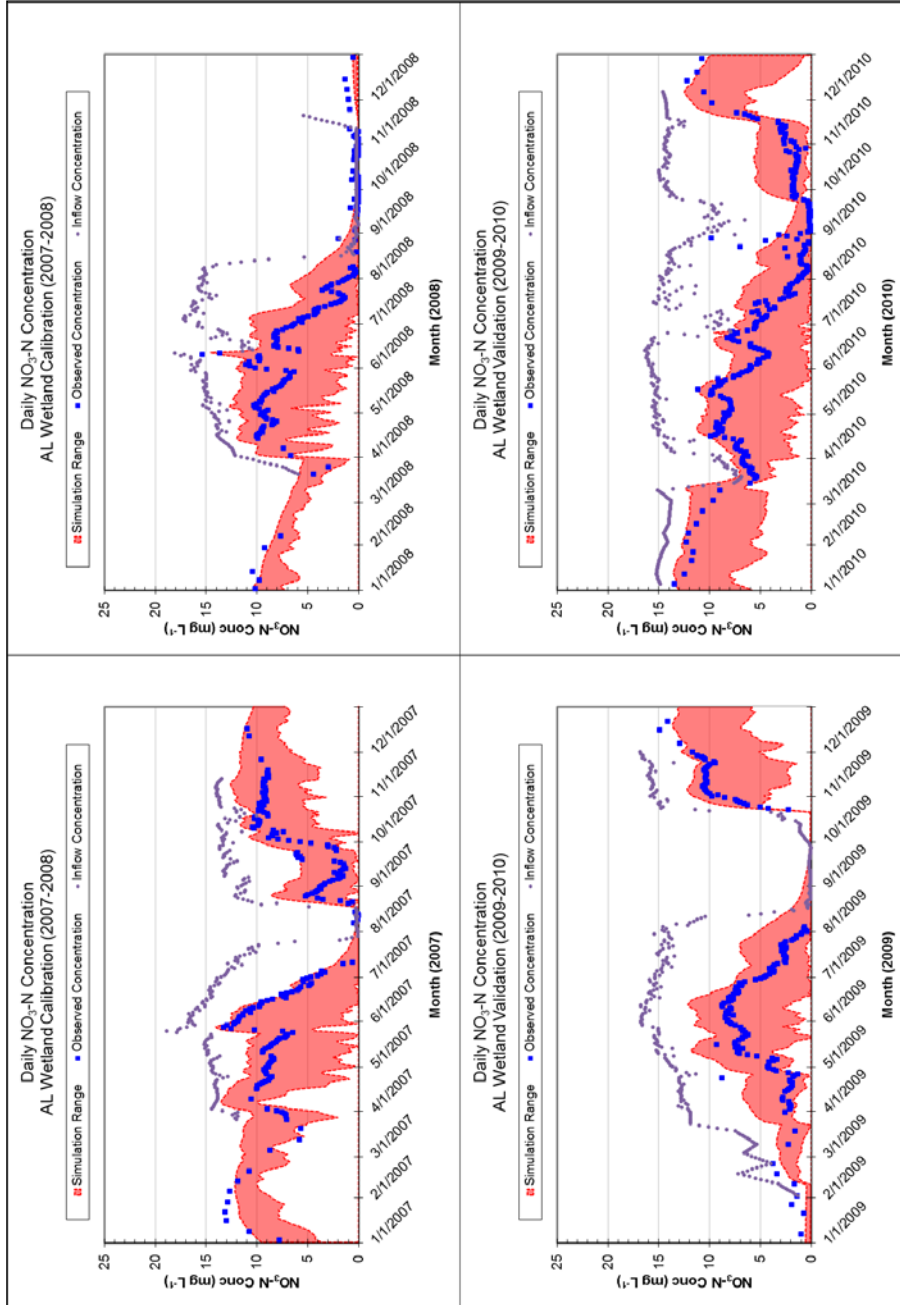 Daily NO₃-N Concentration
AL Wetland Calibration (2007-2008)
Simulation Range Observed Concentration Inflow Concentration
NO₃-N Conc (mg L⁻¹)
25
20
15
10
5
0
1/1/2007 2/1/2007 3/1/2007 4/1/2007 5/1/2007 6/1/2007 7/1/2007 8/1/2007 9/1/2007 10/1/2007 11/1/2007 12/1/2007
Month (2007)
Daily NO₃-N Concentration
AL Wetland Calibration (2007-2008)
Simulation Range Observed Concentration Inflow Concentration
NO₃-N Conc (mg L⁻¹)
25
20
15
10
5
0
1/1/2008 2/1/2008 3/1/2008 4/1/2008 5/1/2008 6/1/2008 7/1/2008 8/1/2008 9/1/2008 10/1/2008 11/1/2008 12/1/2008
Month (2008)
Daily NO₃-N Concentration
AL Wetland Validation (2009-2010)
Simulation Range Observed Concentration Inflow Concentration
NO₃-N Conc (mg L⁻¹)
25
20
15
10
5
0
1/1/2009 2/1/2009 3/1/2009 4/1/2009 5/1/2009 6/1/2009 7/1/2009 8/1/2009 9/1/2009 10/1/2009 11/1/2009 12/1/2009
Month (2009)
Daily NO₃-N Concentration
AL Wetland Validation (2009-2010)
Simulation Range Observed Concentration Inflow Concentration
NO₃-N Conc (mg L⁻¹)
25
20
15
10
5
0
1/1/2010 2/1/2010 3/1/2010 4/1/2010 5/1/2010 6/1/2010 7/1/2010 8/1/2010 9/1/2010 10/1/2010 11/1/2010 12/1/2010
Month (2010)